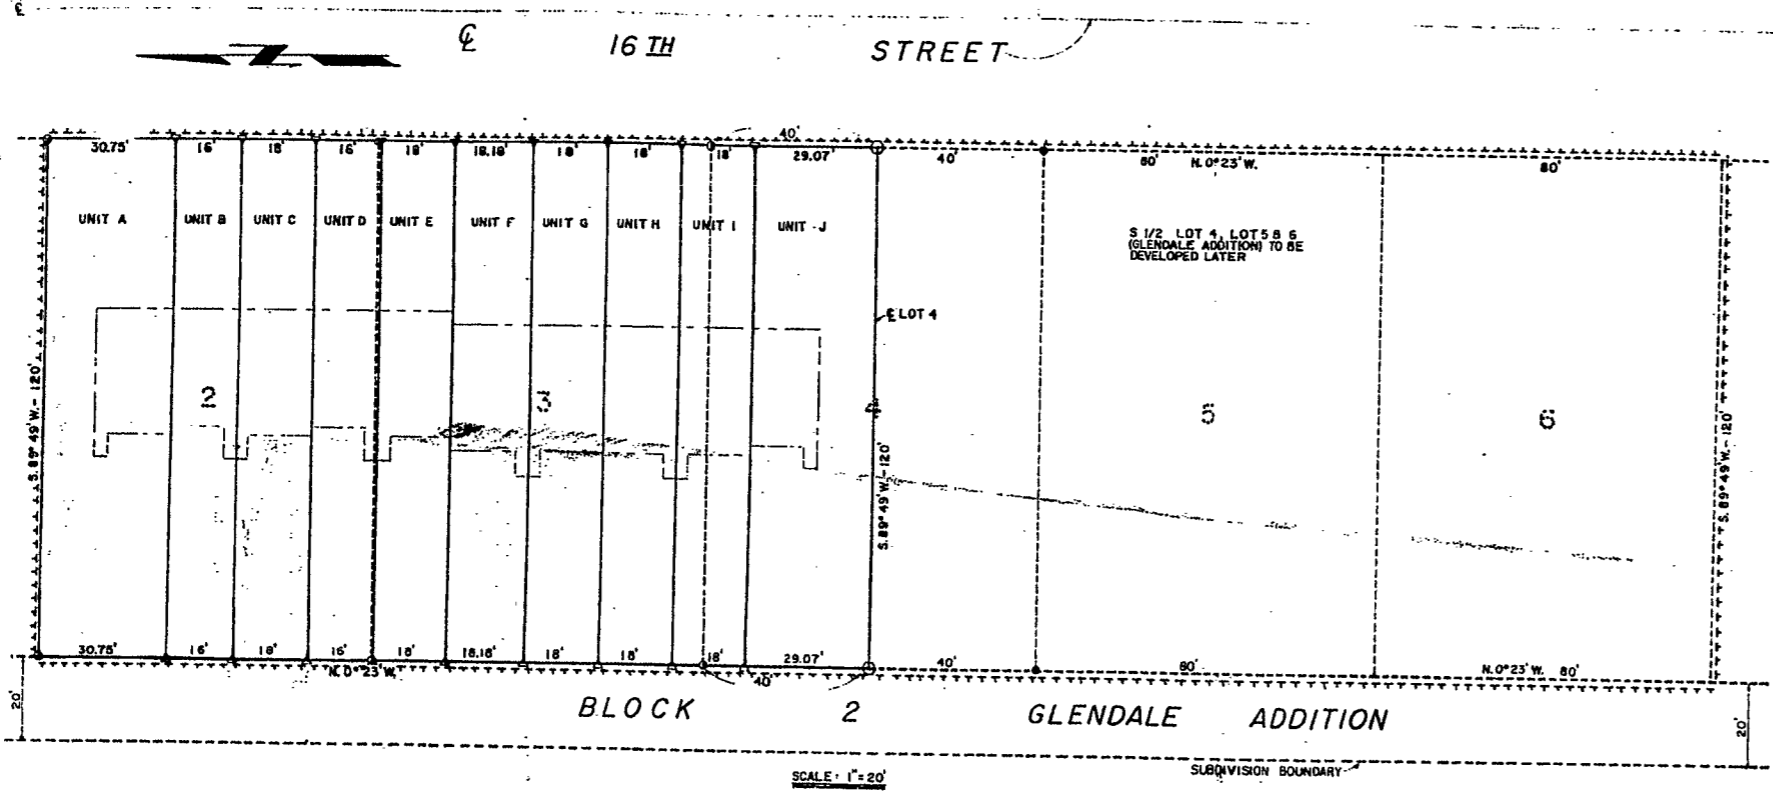 ℄
℄ 16 TH STREET
40'
30.75' 16' 18' 16' 18' 18.18' 18' 18' 18' 29.07' 40' 80' N. 0°23' W. 80'
UNIT A UNIT B UNIT C UNIT D UNIT E UNIT F UNIT G UNIT H UNIT I UNIT - J
S 1/2 LOT 4, LOT 5 & 6
(GLENDALE ADDITION) TO BE
DEVELOPED LATER
℄ LOT 4
2 3 4 5 6
S. 89° 49' W. - 120'
S. 89° 49' W. - 120'
S. 89° 49' W. - 120'
30.75' 16' 18' 16' 18' 18.18' 18' 18' 18' 29.07' 40' 80' N. 0°23' W. 80'
N. 0°23' W.
40'
20'
BLOCK 2 GLENDALE ADDITION
20'
SCALE: 1"=20'
SUBDIVISION BOUNDARY